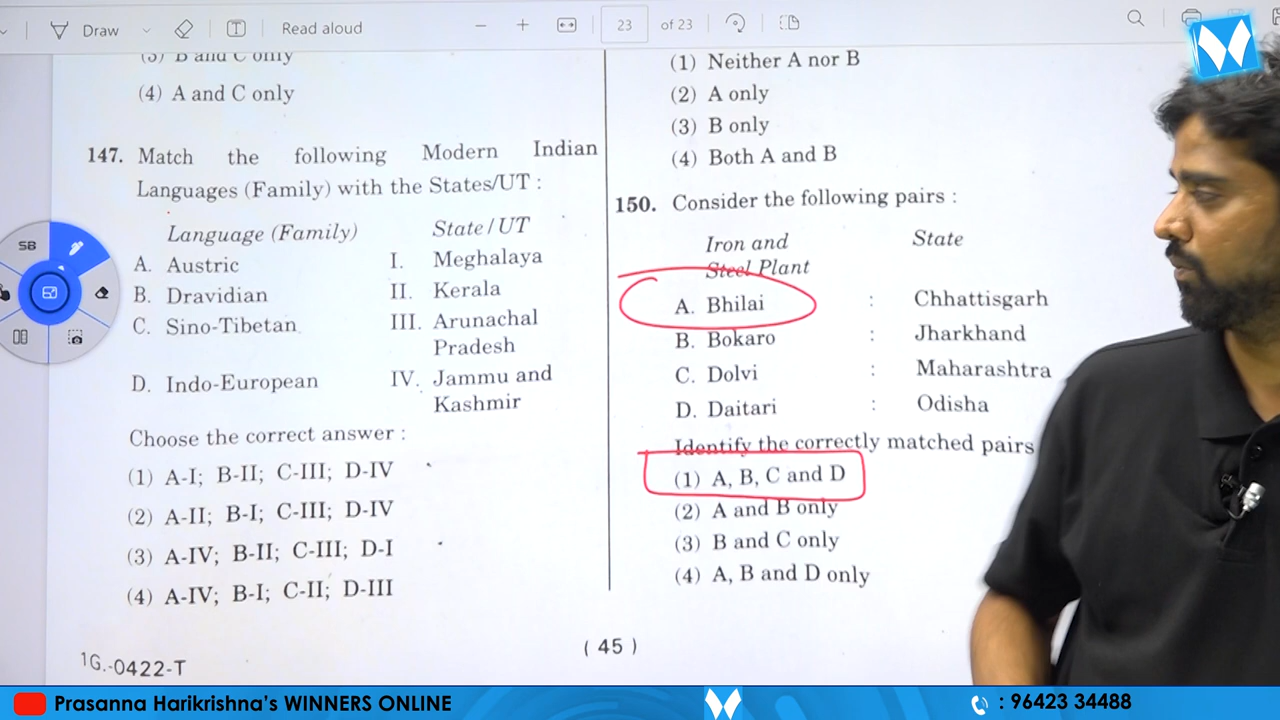 Draw
Read aloud
23 of 23
(3) B and C only
(4) A and C only
147. Match the following Modern Indian
Languages (Family) with the States/UT :
Language (Family) State/UT
A. Austric I. Meghalaya
B. Dravidian II. Kerala
C. Sino-Tibetan III. Arunachal
Pradesh
D. Indo-European IV. Jammu and
Kashmir
Choose the correct answer :
(1) A-I; B-II; C-III; D-IV
(2) A-II; B-I; C-III; D-IV
(3) A-IV; B-II; C-III; D-I
(4) A-IV; B-I; C-II; D-III
1G.-0422-T
(1) Neither A nor B
(2) A only
(3) B only
(4) Both A and B
150. Consider the following pairs :
Iron and State
Steel Plant
A. Bhilai : Chhattisgarh
B. Bokaro : Jharkhand
C. Dolvi : Maharashtra
D. Daitari : Odisha
Identify the correctly matched pairs
(1) A, B, C and D
(2) A and B only
(3) B and C only
(4) A, B and D only
( 45 )
SB
Prasanna Harikrishna's WINNERS ONLINE
: 96423 34488